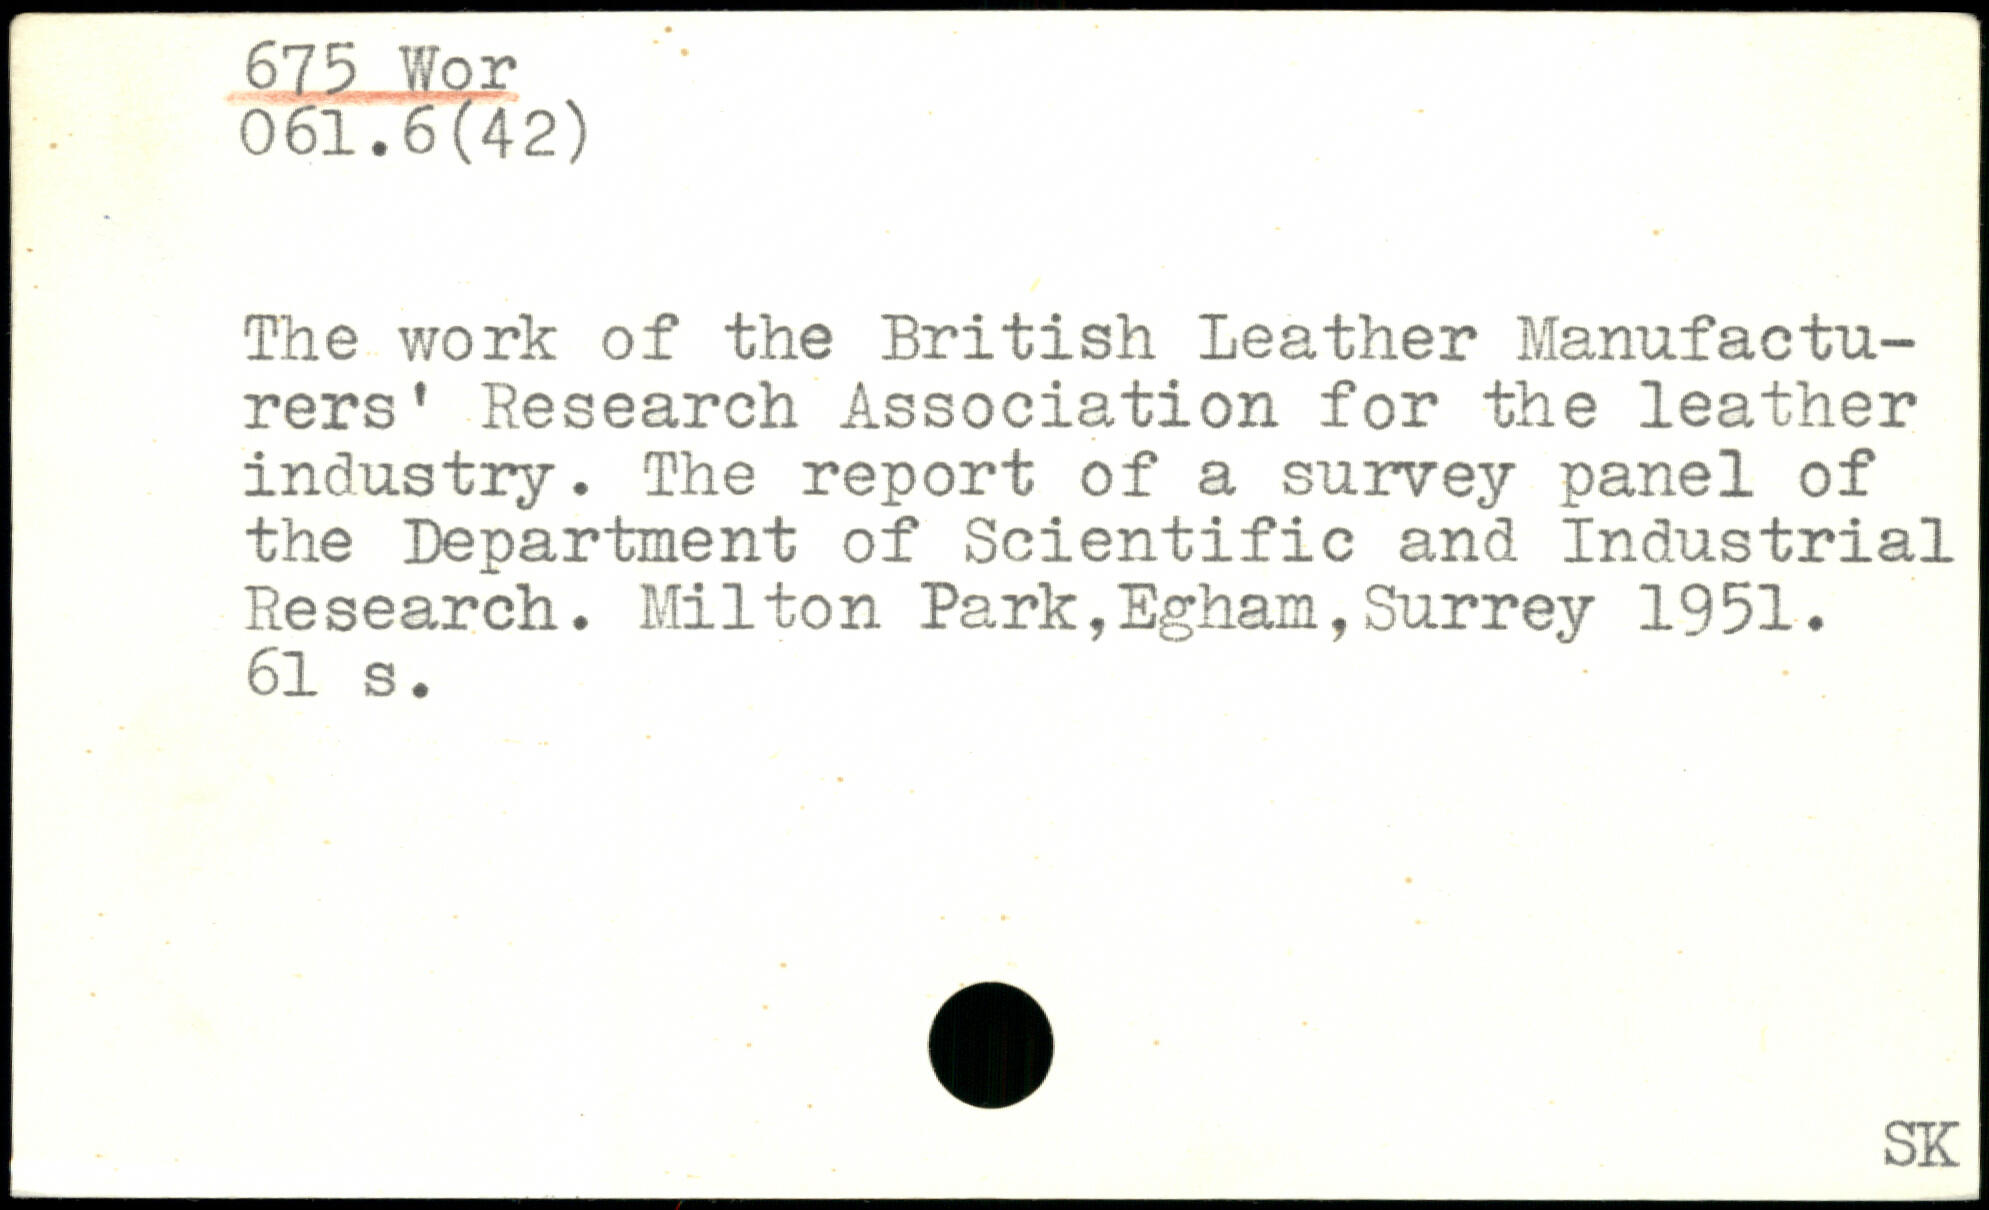 675 Wor
061.6(42)
The work of the British Leather Manufactu-
rers' Research Association for the leather
industry. The report of a survey panel of
the Department of Scientific and Industrial
Research. Milton Park,Egham,Surrey 1951.
61 s.
SK